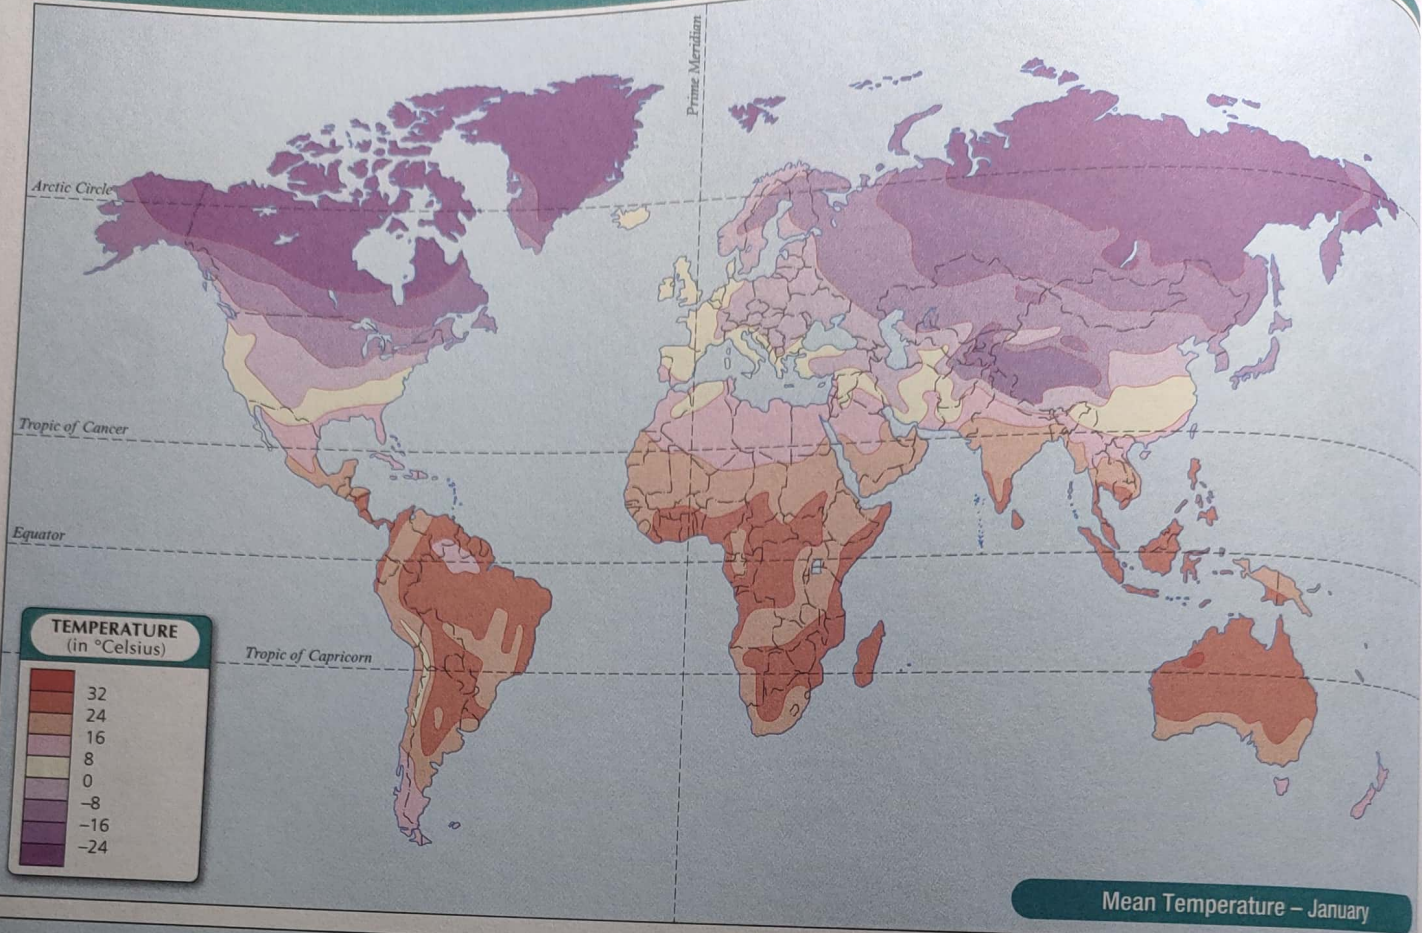 Prime Meridian
Arctic Circle
Tropic of Cancer
Equator
Tropic of Capricorn
TEMPERATURE
(in °Celsius)
32
24
16
8
0
–8
–16
–24
Mean Temperature – January